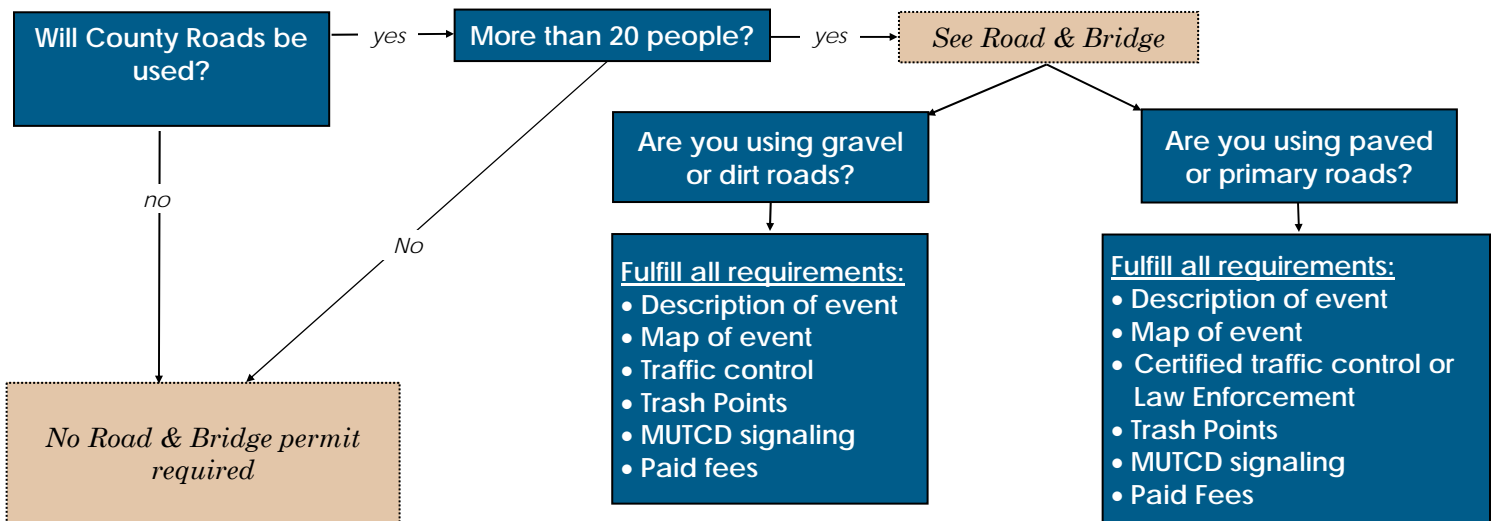 Will County Roads be
used?
yes
More than 20 people?
yes
See Road & Bridge
no
No
No Road & Bridge permit
required
Are you using gravel
or dirt roads?
Fulfill all requirements:
• Description of event
• Map of event
• Traffic control
• Trash Points
• MUTCD signaling
• Paid fees
Are you using paved
or primary roads?
Fulfill all requirements:
• Description of event
• Map of event
• Certified traffic control or
Law Enforcement
• Trash Points
• MUTCD signaling
• Paid Fees